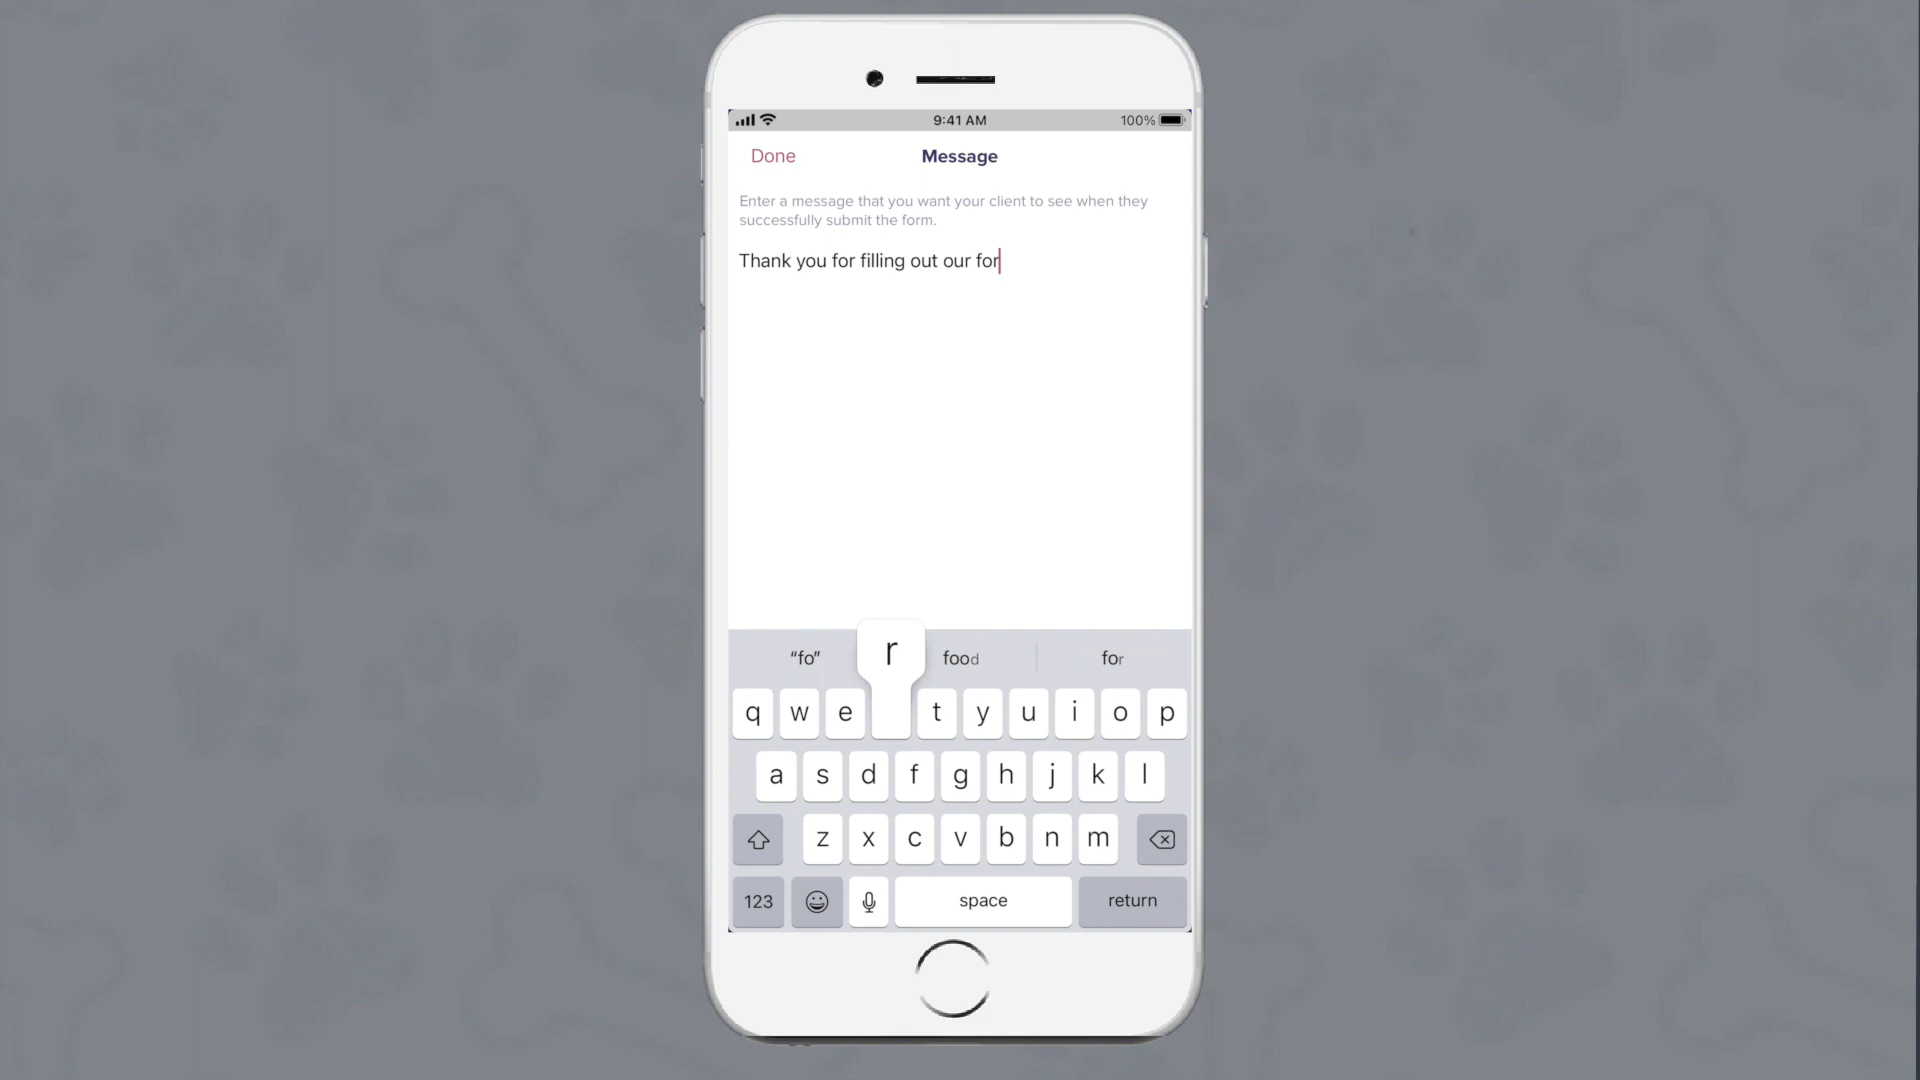 9:41 AM
100%
Done
Message
Enter a message that you want your client to see when they
successfully submit the form.
Thank you for filling out our for
“fo”
r
food
for
q w e t y u i o p
a s d f g h j k l
z x c v b n m
123
space
return